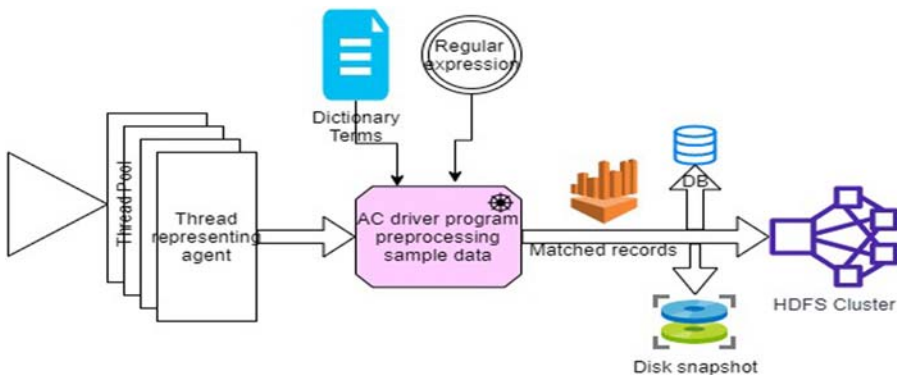 Thread Pool
Thread
representing
agent
Dictionary
Terms
Regular
expression
AC driver program
preprocessing
sample data
Matched records
DB
Disk snapshot
HDFS Cluster